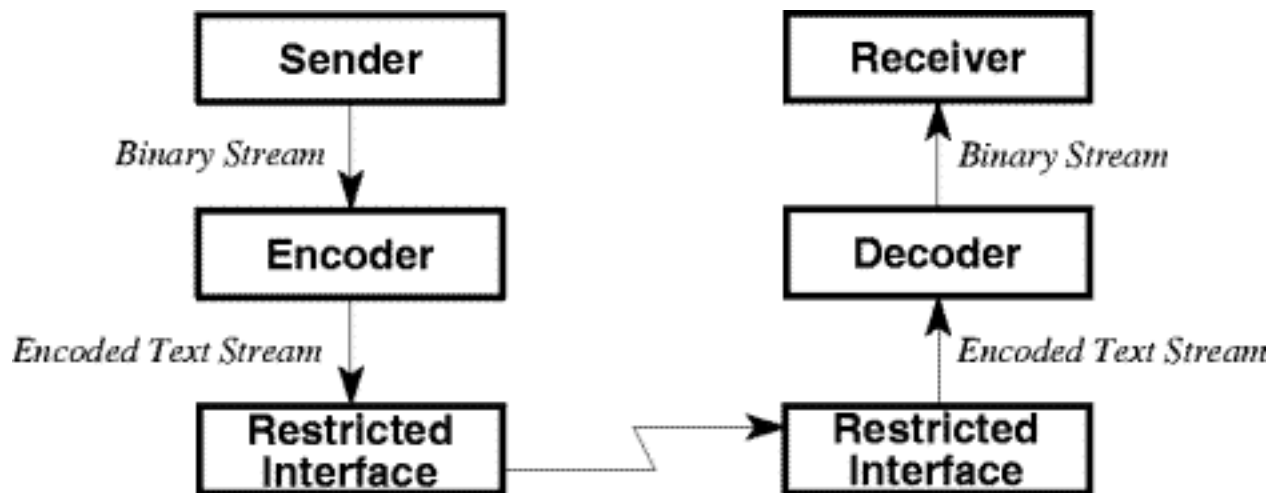 Sender
Binary Stream
Encoder
Encoded Text Stream
Restricted
Interface
Receiver
Binary Stream
Decoder
Encoded Text Stream
Restricted
Interface